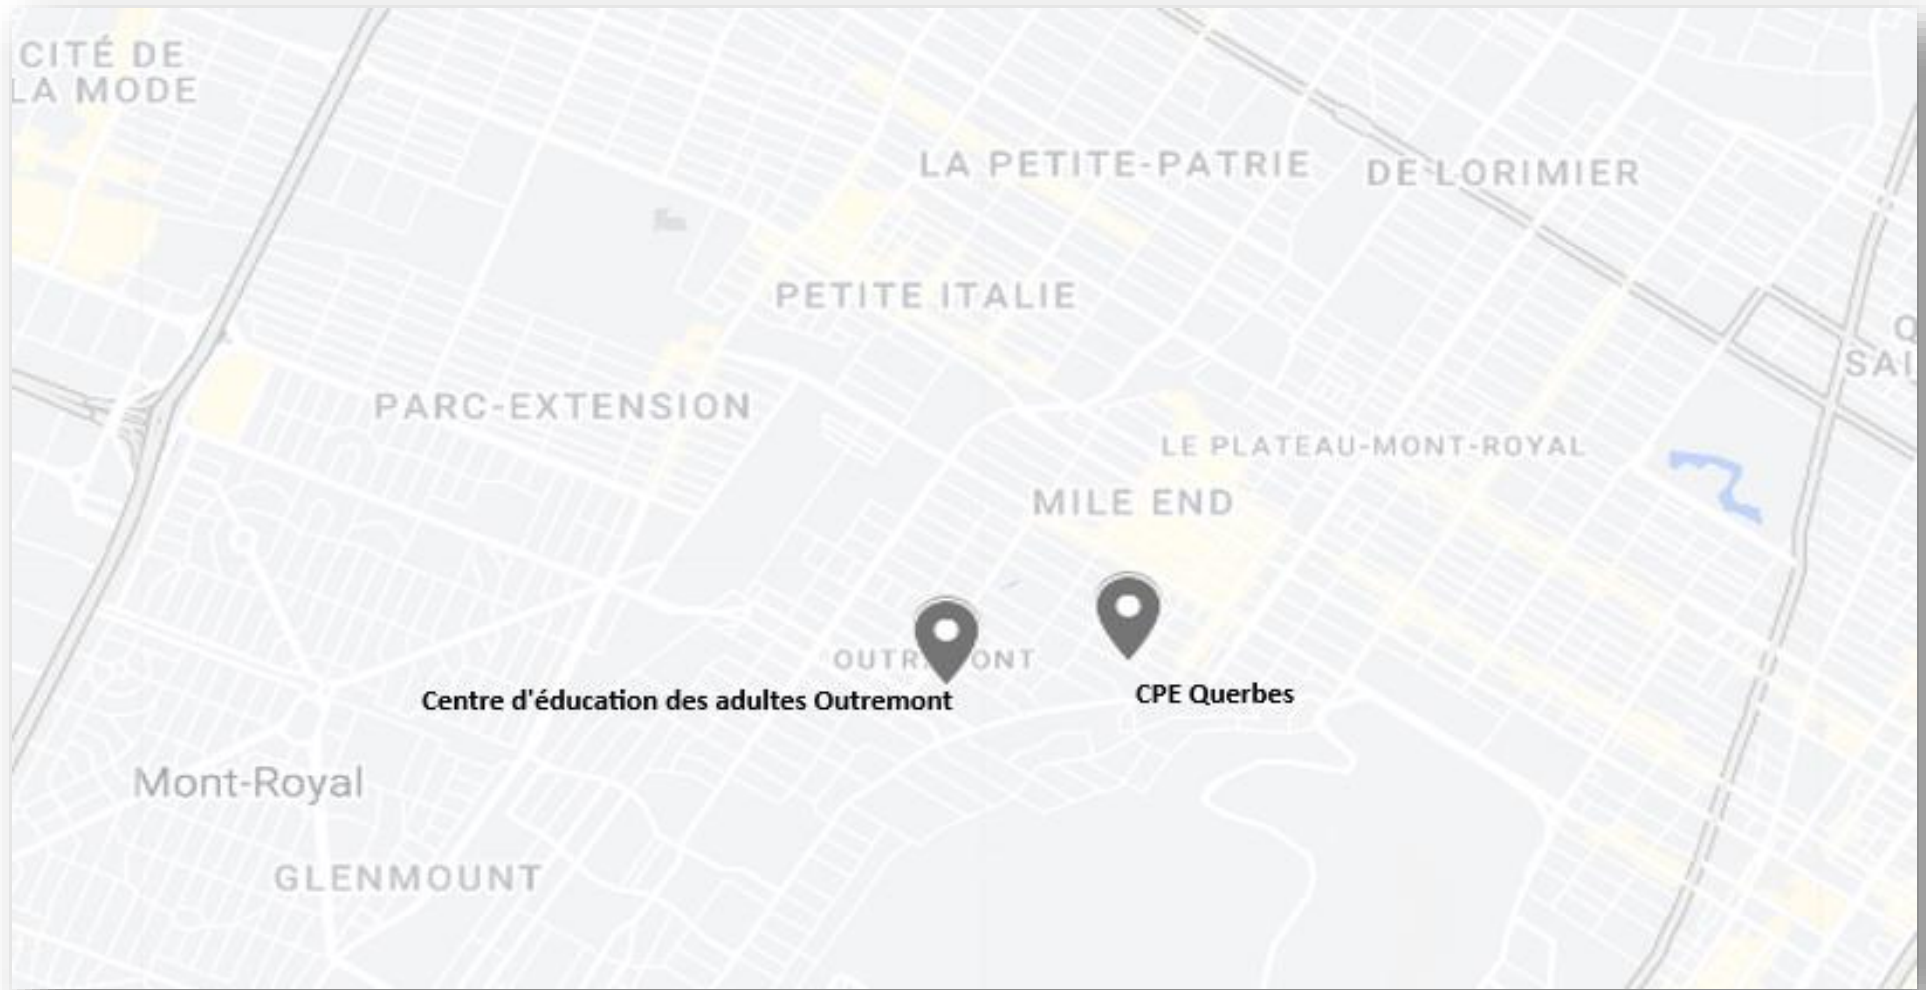 CITÉ DE
LA MODE
LA PETITE-PATRIE
DE LORIMIER
PETITE ITALIE
PARC-EXTENSION
LE PLATEAU-MONT-ROYAL
MILE END
Centre d'éducation des adultes Outremont
CPE Querbes
Mont-Royal
GLENMOUNT